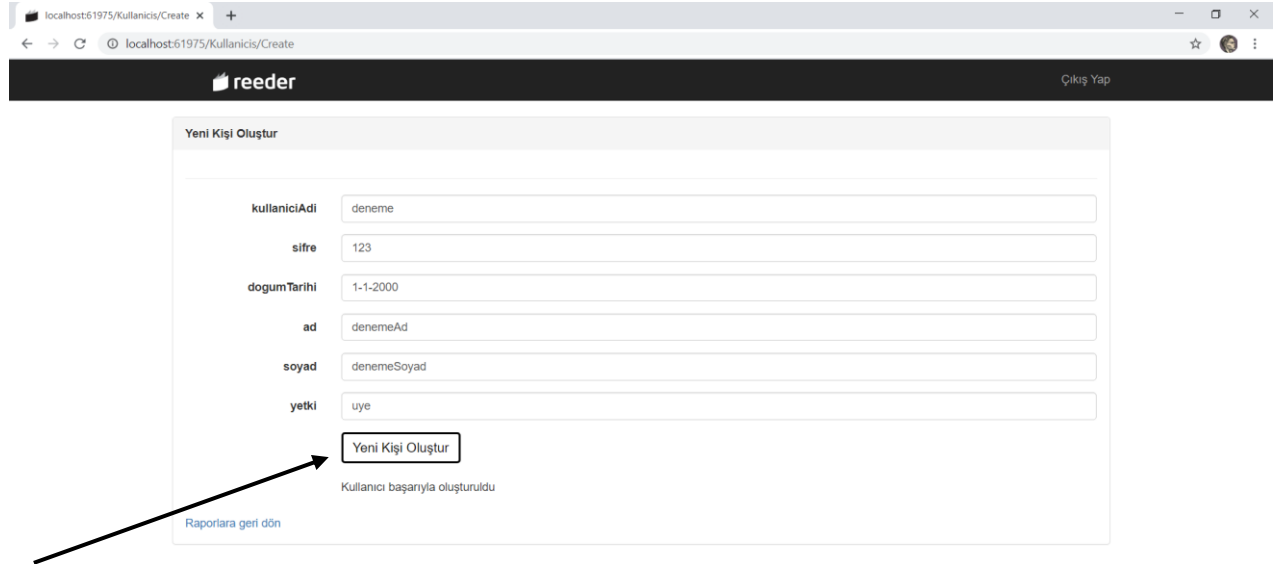 localhost:61975/Kullanicis/Create
localhost:61975/Kullanicis/Create
reeder
Çıkış Yap
Yeni Kişi Oluştur
kullaniciAdi deneme
sifre 123
dogumTarihi 1-1-2000
ad denemeAd
soyad denemeSoyad
yetki uye
Yeni Kişi Oluştur
Kullanıcı başarıyla oluşturuldu
Raporlara geri dön